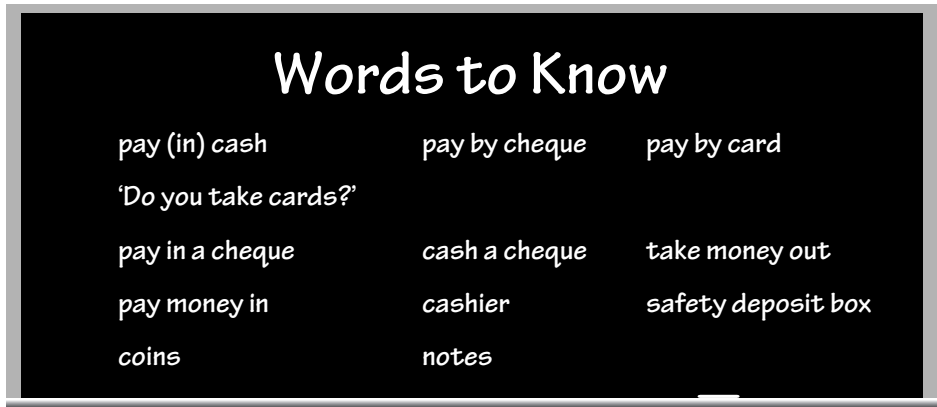 Words to Know
pay (in) cash pay by cheque pay by card
‘Do you take cards?’
pay in a cheque cash a cheque take money out
pay money in cashier safety deposit box
coins notes